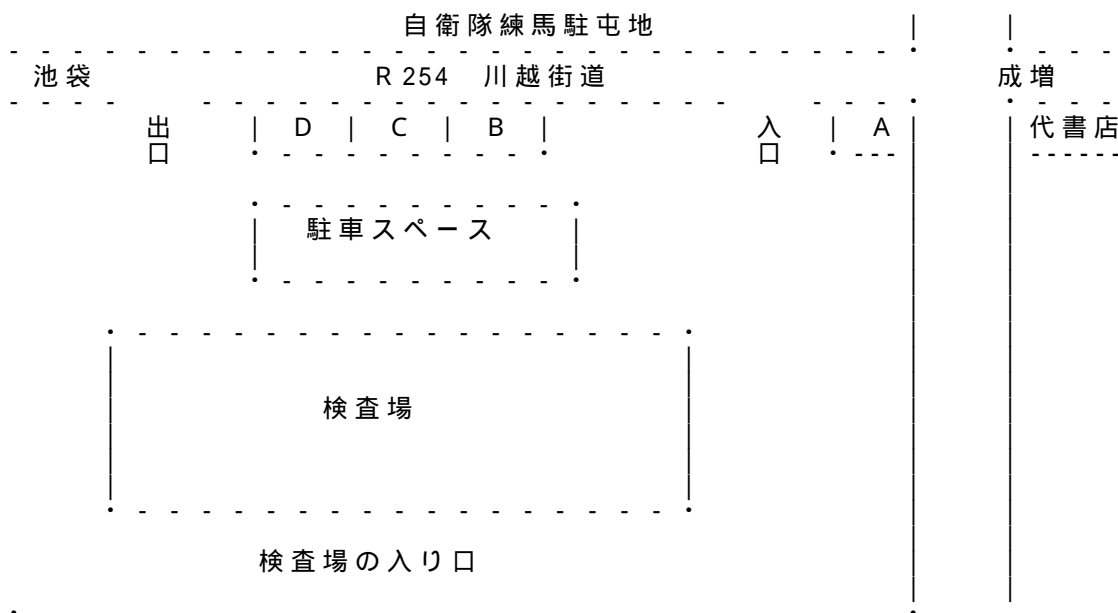 自衛隊練馬駐屯地
池袋 R254 川越街道 成増
出口 D C B 入口 A 代書店
駐車スペース
検査場
検査場の入り口